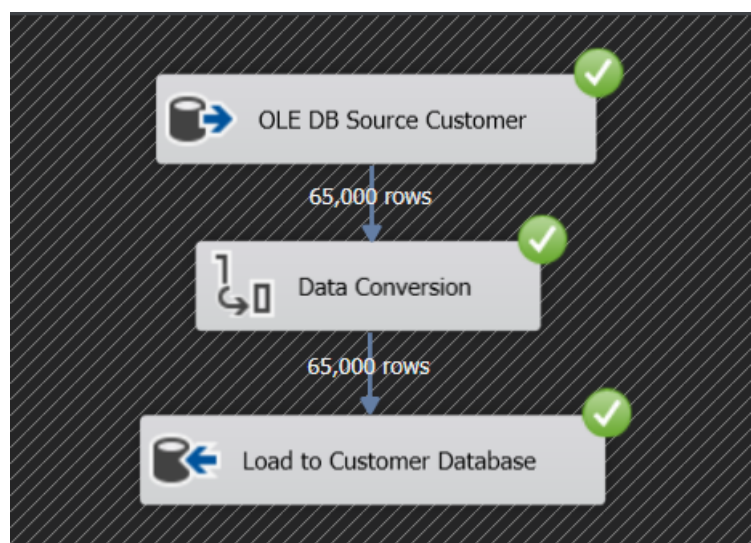 OLE DB Source Customer
65,000 rows
Data Conversion
65,000 rows
Load to Customer Database